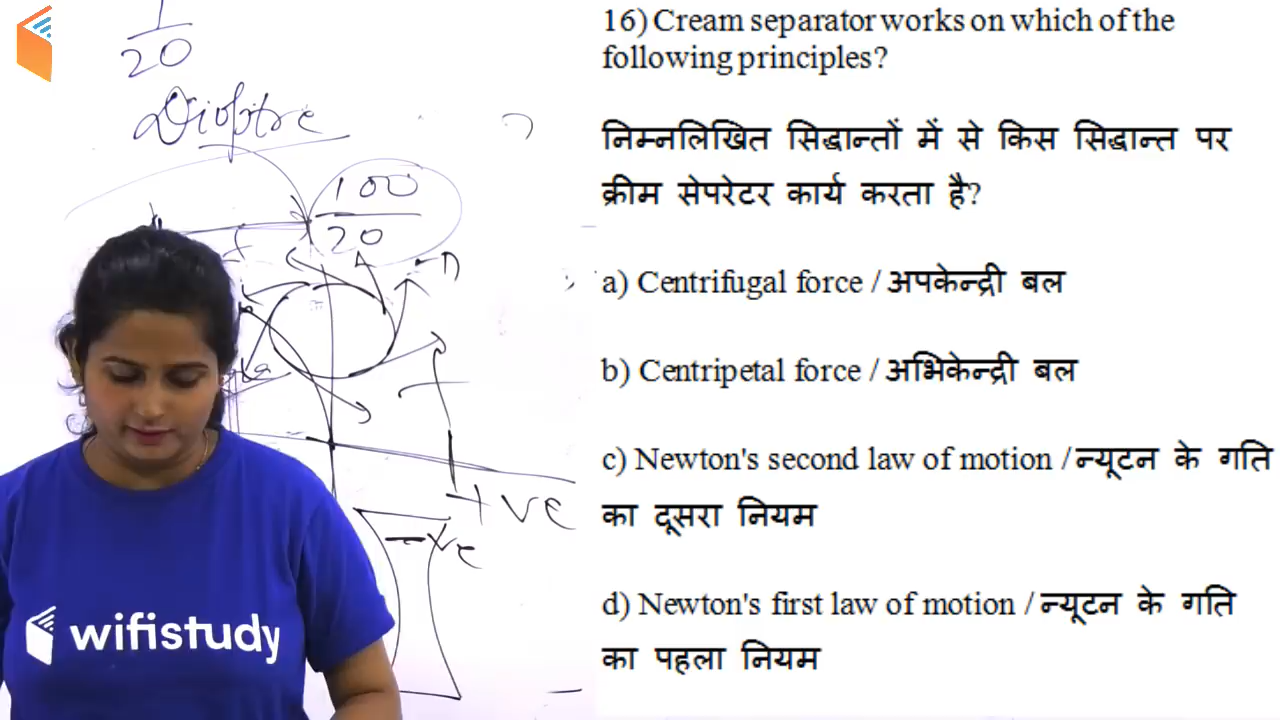 1
20
Dioptre
100
20
+ve
-ve
wifistudy
16) Cream separator works on which of the
following principles?
निम्नलिखित सिद्धान्तों में से किस सिद्धान्त पर
क्रीम सेपरेटर कार्य करता है?
a) Centrifugal force / अपकेन्द्री बल
b) Centripetal force / अभिकेन्द्री बल
c) Newton's second law of motion / न्यूटन के गति
का दूसरा नियम
d) Newton's first law of motion / न्यूटन के गति
का पहला नियम